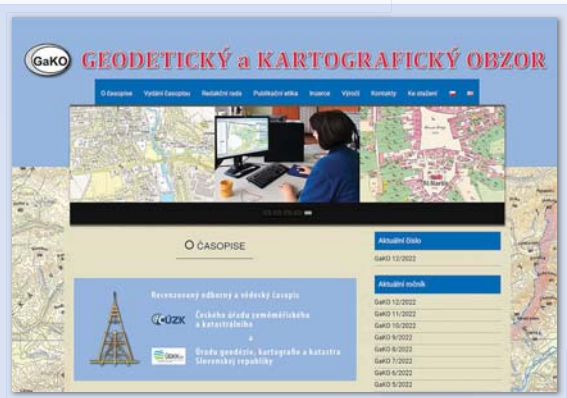 GaKO
GEODETICKÝ a KARTOGRAFICKÝ OBZOR
O časopise Vydání časopisu Redakční rada Publikační etika Inzerce Výročí Kontakty Ke stažení
O ČASOPISE
Recenzovaný odborný a vědecký časopis
ČÚZK
Českého úřadu zeměměřického
a katastrálního
a
Úradu geodézie, kartografie a katastra
Slovenskej republiky
Aktuální číslo
GaKO 12/2022
Aktuální ročník
GaKO 12/2022
GaKO 11/2022
GaKO 10/2022
GaKO 9/2022
GaKO 8/2022
GaKO 7/2022
GaKO 6/2022
GaKO 5/2022